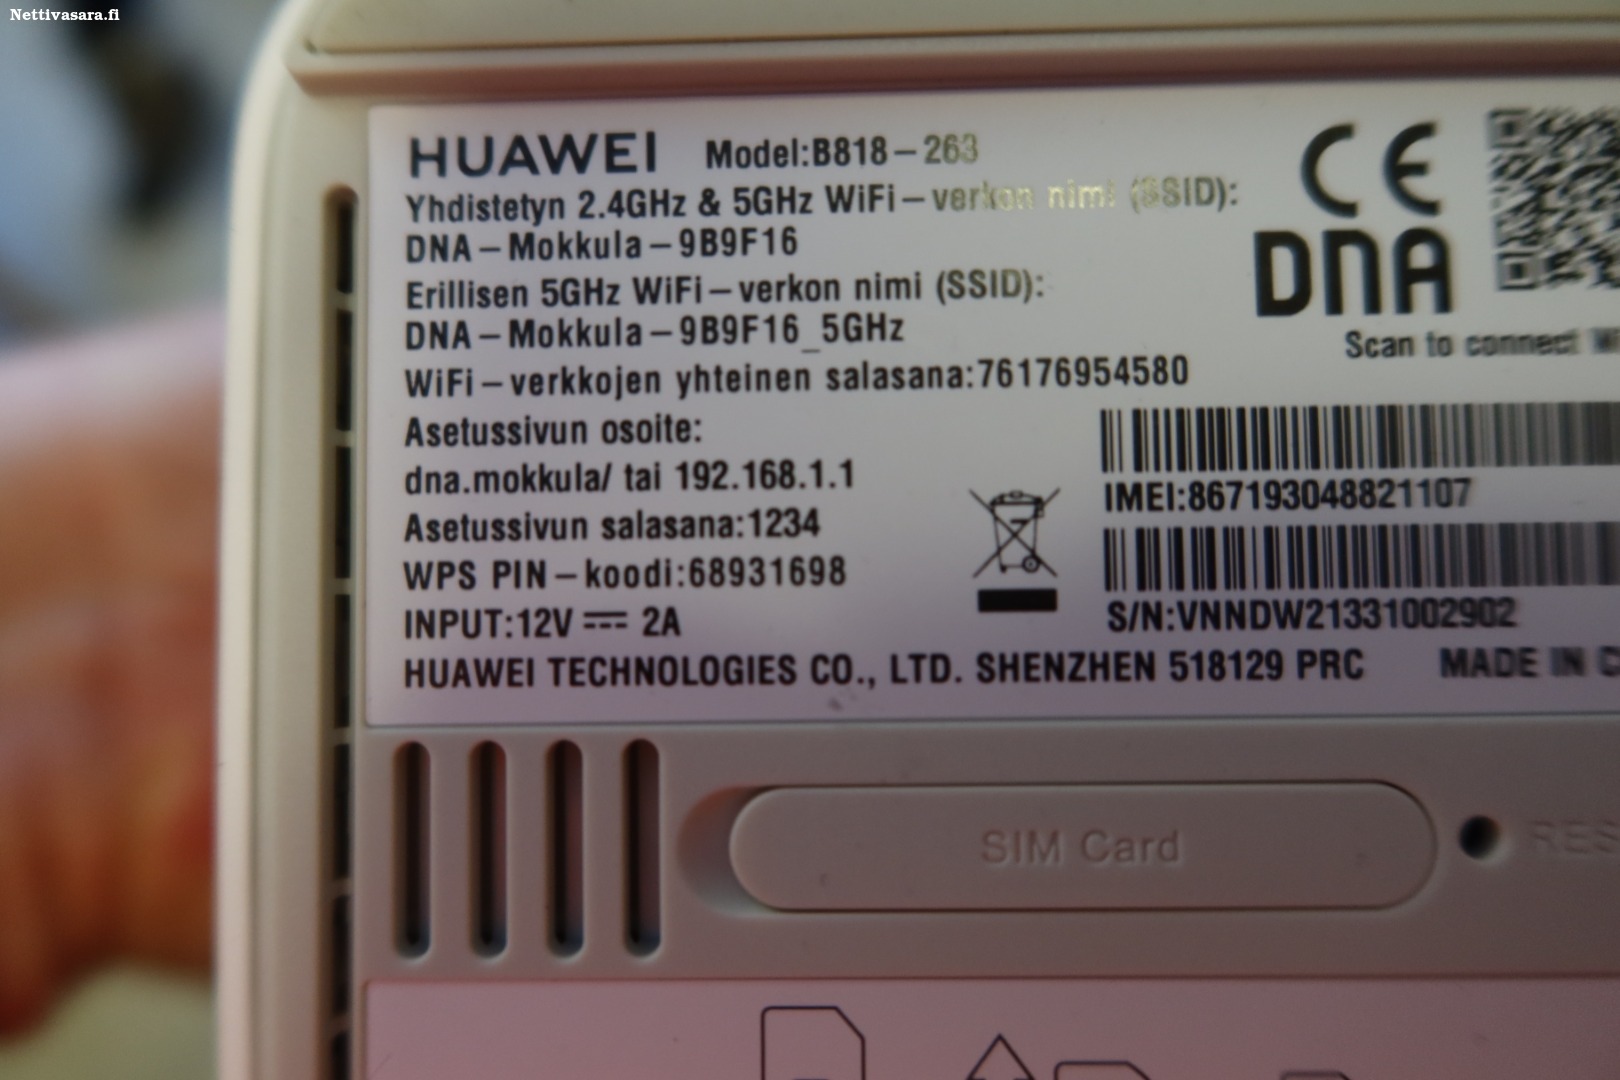 Nettivasara.fi
HUAWEI Model:B818-263
Yhdistetyn 2.4GHz & 5GHz WiFi-verkon nimi (SSID):
DNA-Mokkula-9B9F16
Erillisen 5GHz WiFi-verkon nimi (SSID):
DNA-Mokkula-9B9F16_5GHz
WiFi-verkkojen yhteinen salasana:76176954580
Asetussivun osoite:
dna.mokkula/ tai 192.168.1.1
Asetussivun salasana:1234
WPS PIN-koodi:68931698
INPUT:12V ⎓ 2A
HUAWEI TECHNOLOGIES CO., LTD. SHENZHEN 518129 PRC MADE IN
CE
DNA
Scan to connect
IMEI:867193048821107
S/N:VNNDW21331002902
SIM Card